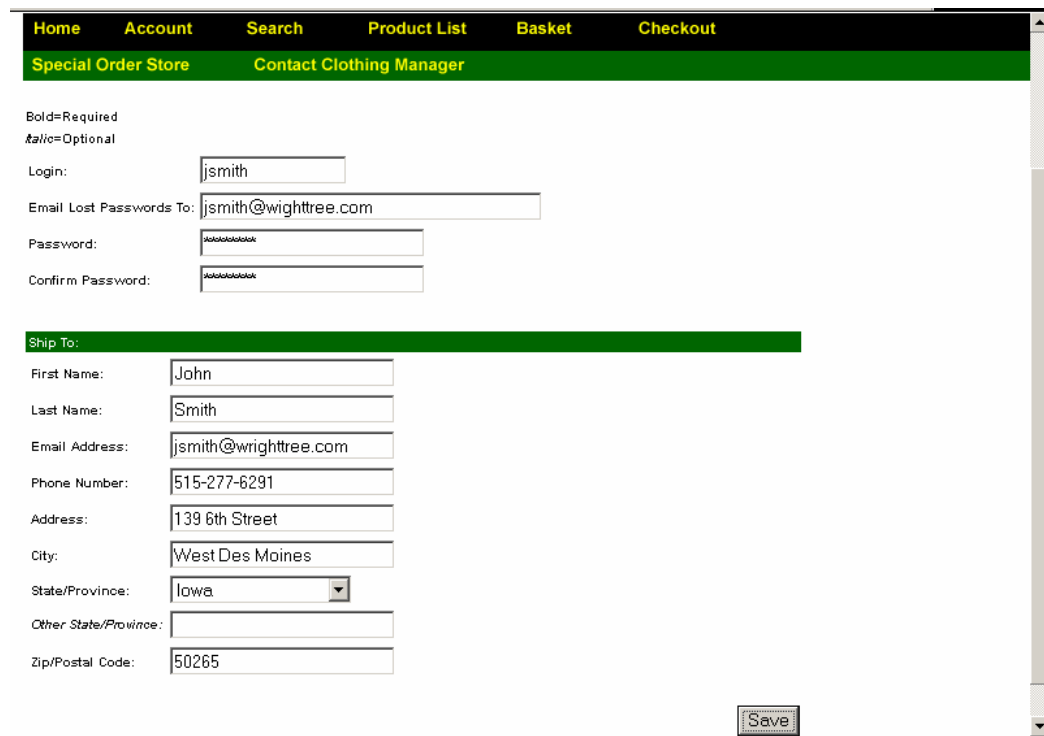 Home Account Search Product List Basket Checkout
Special Order Store Contact Clothing Manager
Bold=Required
Italic=Optional
Login: jsmith
Email Lost Passwords To: jsmith@wighttree.com
Password: **********
Confirm Password: **********
Ship To:
First Name: John
Last Name: Smith
Email Address: jsmith@wrighttree.com
Phone Number: 515-277-6291
Address: 139 6th Street
City: West Des Moines
State/Province: Iowa
Other State/Province:
Zip/Postal Code: 50265
Save